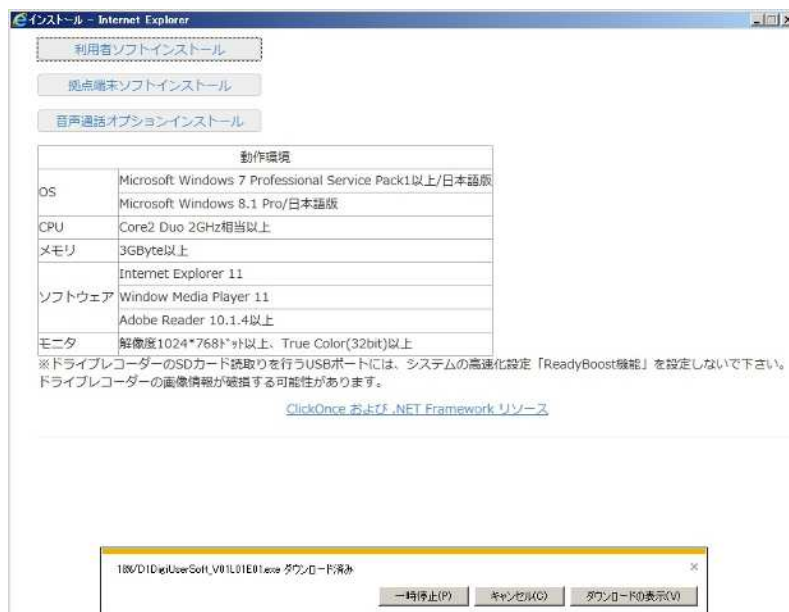 インストール - Internet Explorer
利用者ソフトインストール
拠点端末ソフトインストール
音声通話オプションインストール
動作環境
OS
Microsoft Windows 7 Professional Service Pack1以上/日本語版
Microsoft Windows 8.1 Pro/日本語版
CPU
Core2 Duo 2GHz相当以上
メモリ
3GByte以上
ソフトウェア
Internet Explorer 11
Window Media Player 11
Adobe Reader 10.1.4以上
モニタ
解像度1024*768ﾄﾞｯﾄ以上、True Color(32bit)以上
※ドライブレコーダーのSDカード読取りを行うUSBポートには、システムの高速化設定「ReadyBoost機能」を設定しないで下さい。
ドライブレコーダーの画像情報が破損する可能性があります。
ClickOnce および .NET Framework リソース
18%/D1DigiUserSoft_V01L01E01.exe ダウンロード済み
一時停止(P)
キャンセル(C)
ダウンロードの表示(V)